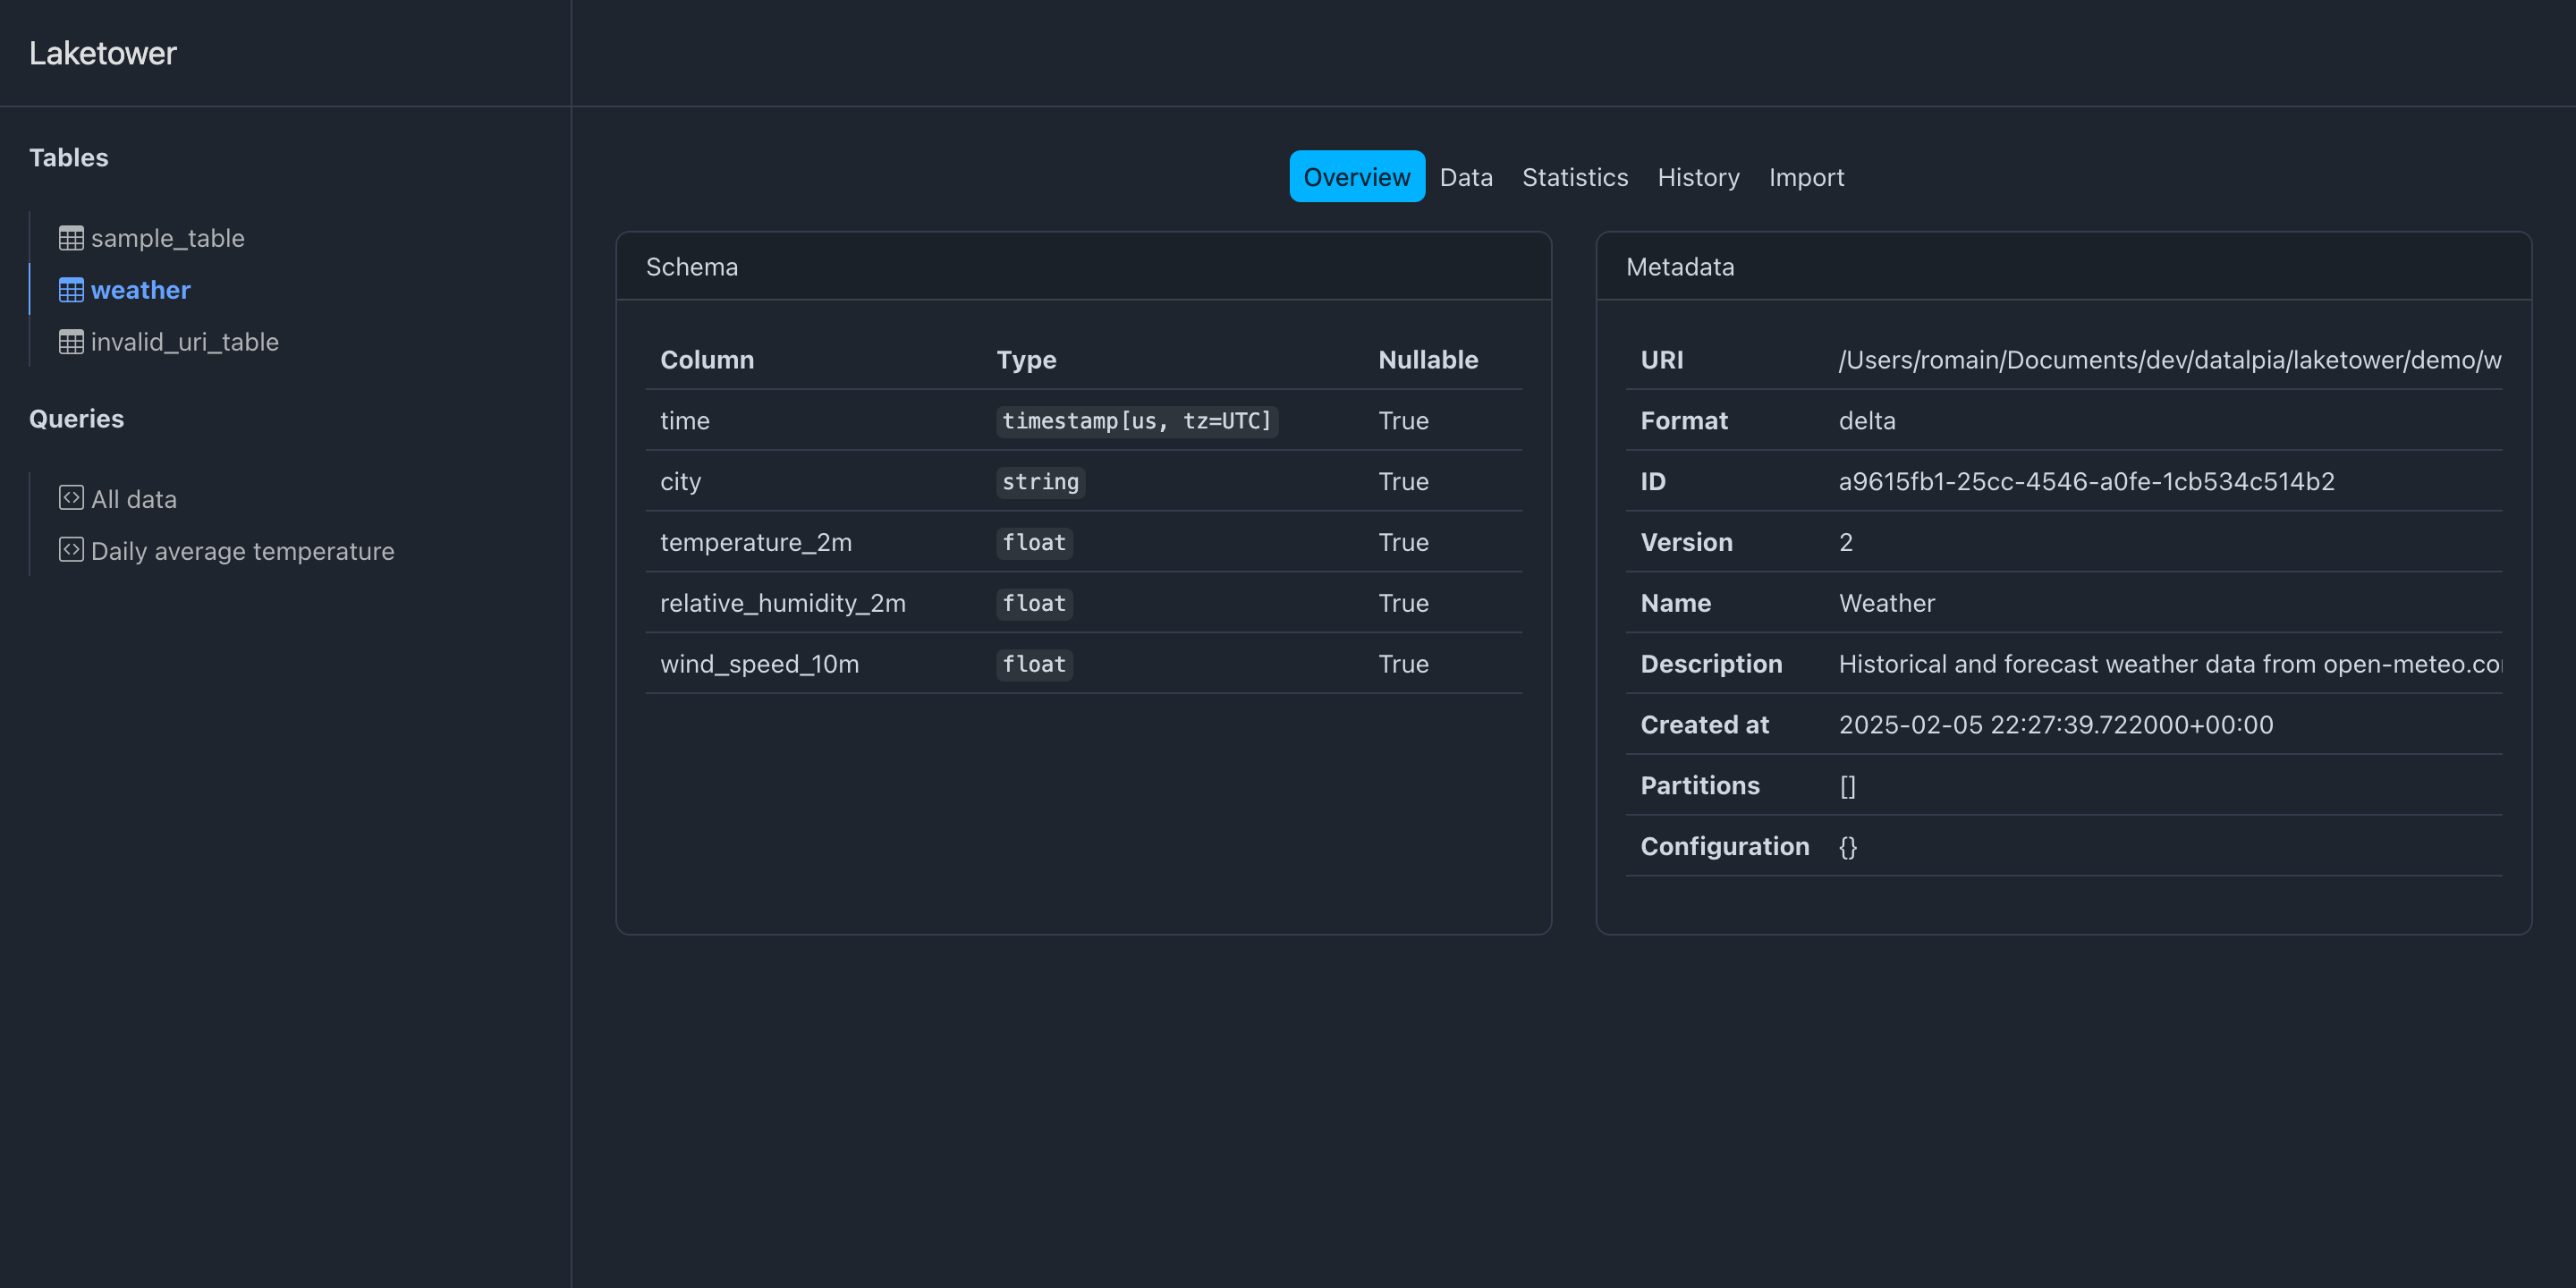 Laketower
Tables
sample_table
weather
invalid_uri_table
Queries
All data
Daily average temperature
Overview Data Statistics History Import
Schema
Column Type Nullable
time timestamp[us, tz=UTC] True
city string True
temperature_2m float True
relative_humidity_2m float True
wind_speed_10m float True
Metadata
URI /Users/romain/Documents/dev/datalpia/laketower/demo/w
Format delta
ID a9615fb1-25cc-4546-a0fe-1cb534c514b2
Version 2
Name Weather
Description Historical and forecast weather data from open-meteo.co
Created at 2025-02-05 22:27:39.722000+00:00
Partitions []
Configuration {}